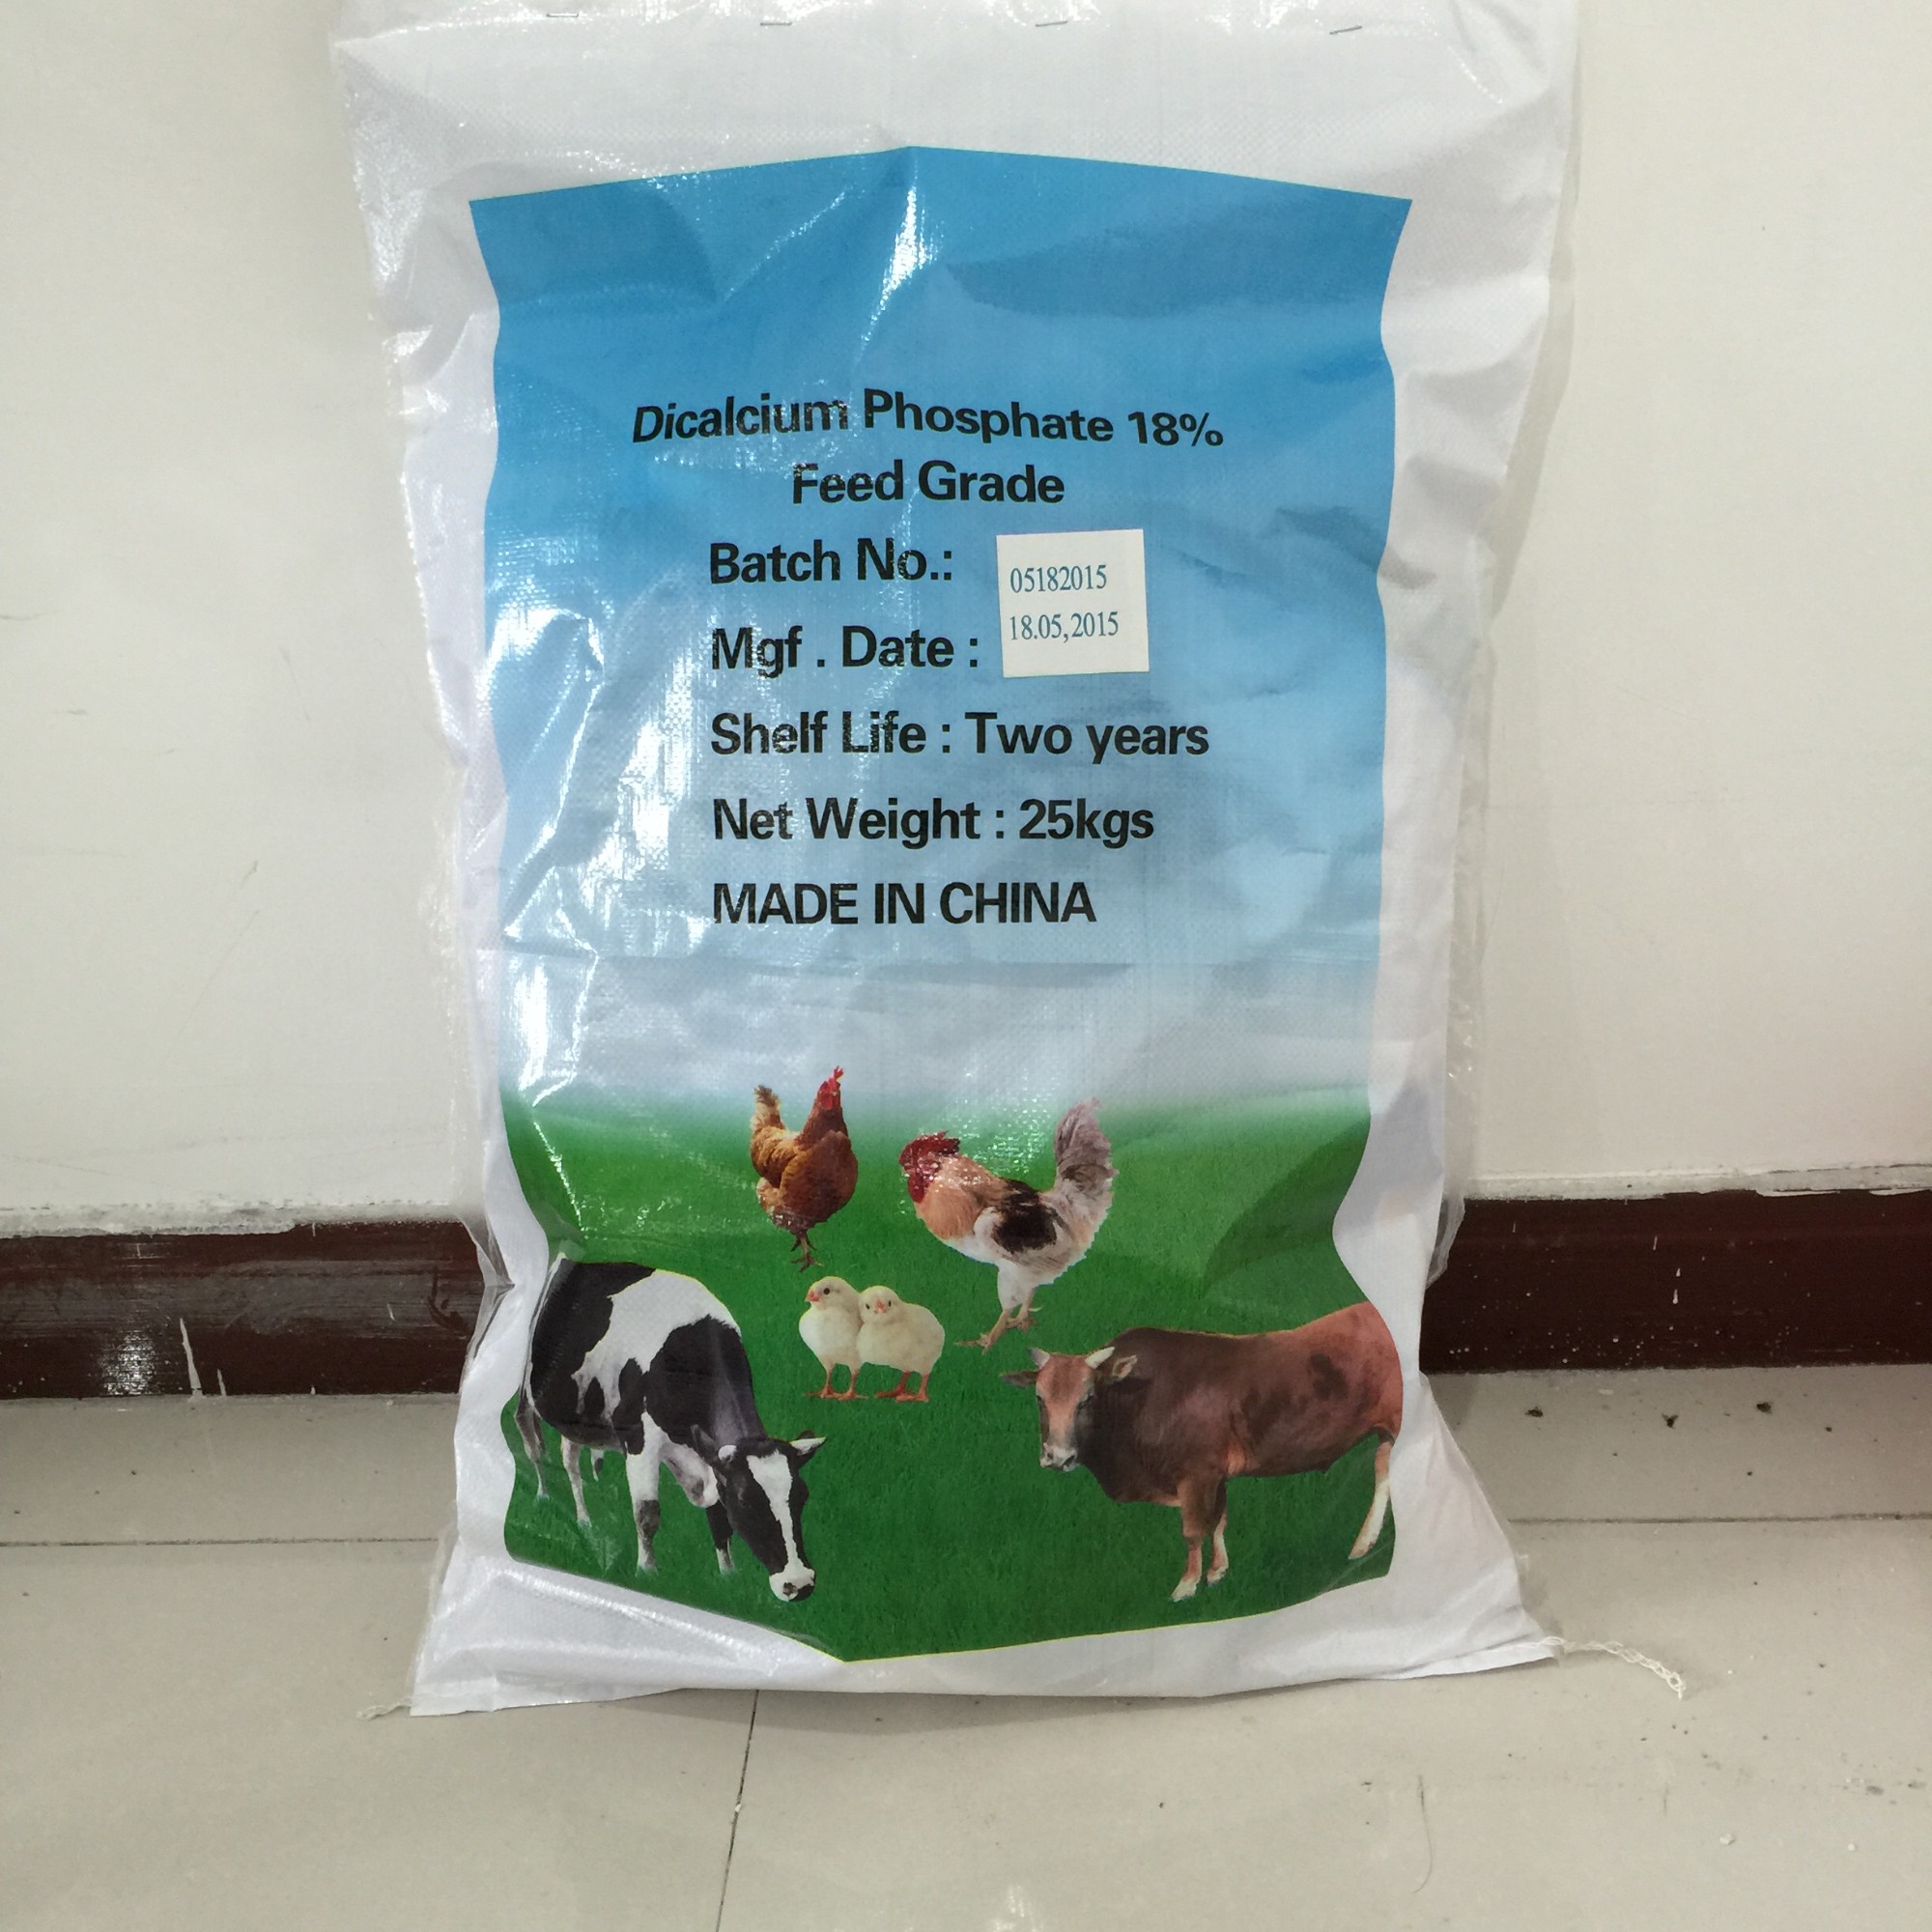 Dicalcium Phosphate 18%
Feed Grade
Batch No.: 05182015
Mgf . Date : 18.05,2015
Shelf Life : Two years
Net Weight : 25kgs
MADE IN CHINA